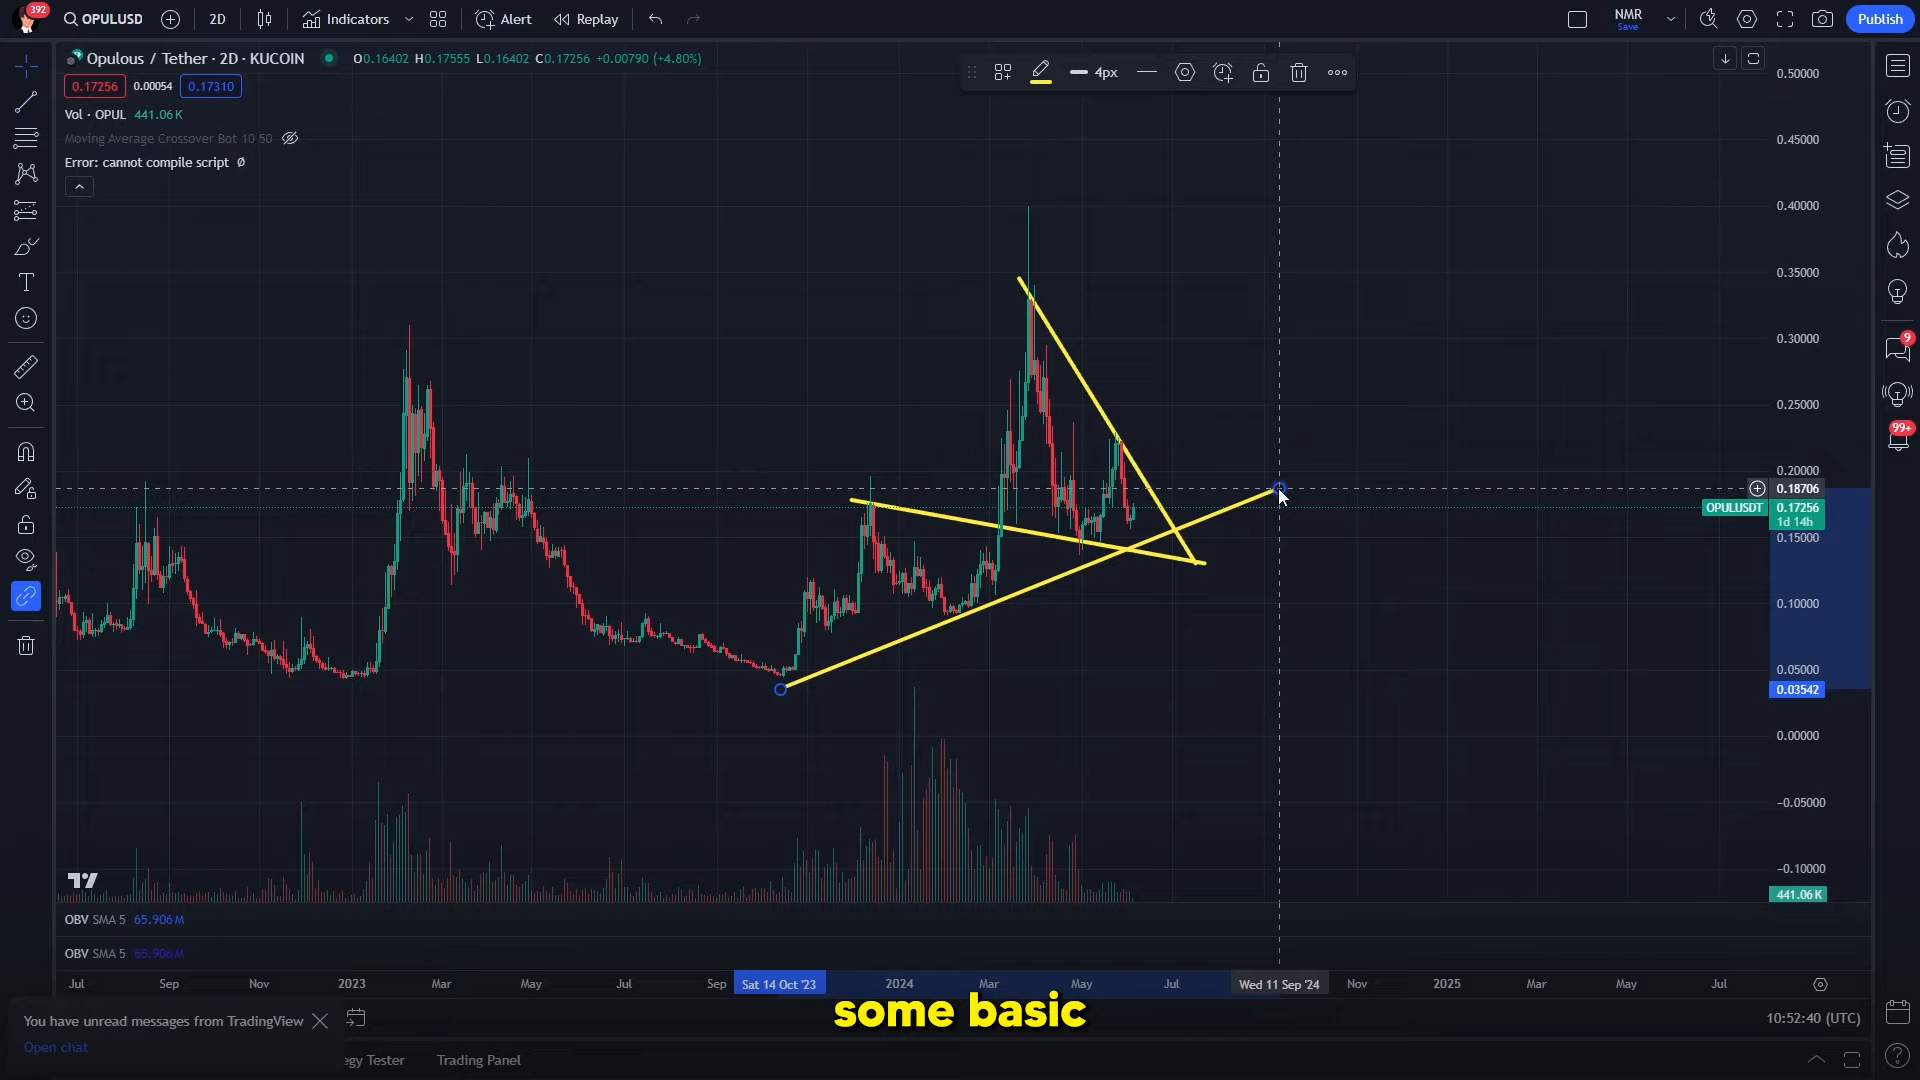 392
OPULUSD
2D
Indicators
Alert
Replay
NMR
Save
Publish
Opulous / Tether · 2D · KUCOIN
O0.16402 H0.17555 L0.16402 C0.17256 +0.00790 (+4.80%)
4px
0.17256
0.00054
0.17310
Vol · OPUL 441.06K
Moving Average Crossover Bot 10 50
Error: cannot compile script
0.50000
0.45000
0.40000
0.35000
0.30000
0.25000
0.20000
0.18706
OPULUSDT
0.17256
1d 14h
0.15000
0.10000
0.05000
0.03542
0.00000
−0.05000
−0.10000
441.06K
9
99+
OBV SMA 5 65.906M
OBV SMA 5 65.906M
Jul
Sep
Nov
2023
Mar
May
Jul
Sep
Sat 14 Oct '23
2024
Mar
May
Jul
Wed 11 Sep '24
Nov
2025
Mar
May
Jul
some basic
You have unread messages from TradingView
Open chat
10:52:40 (UTC)
egy Tester
Trading Panel